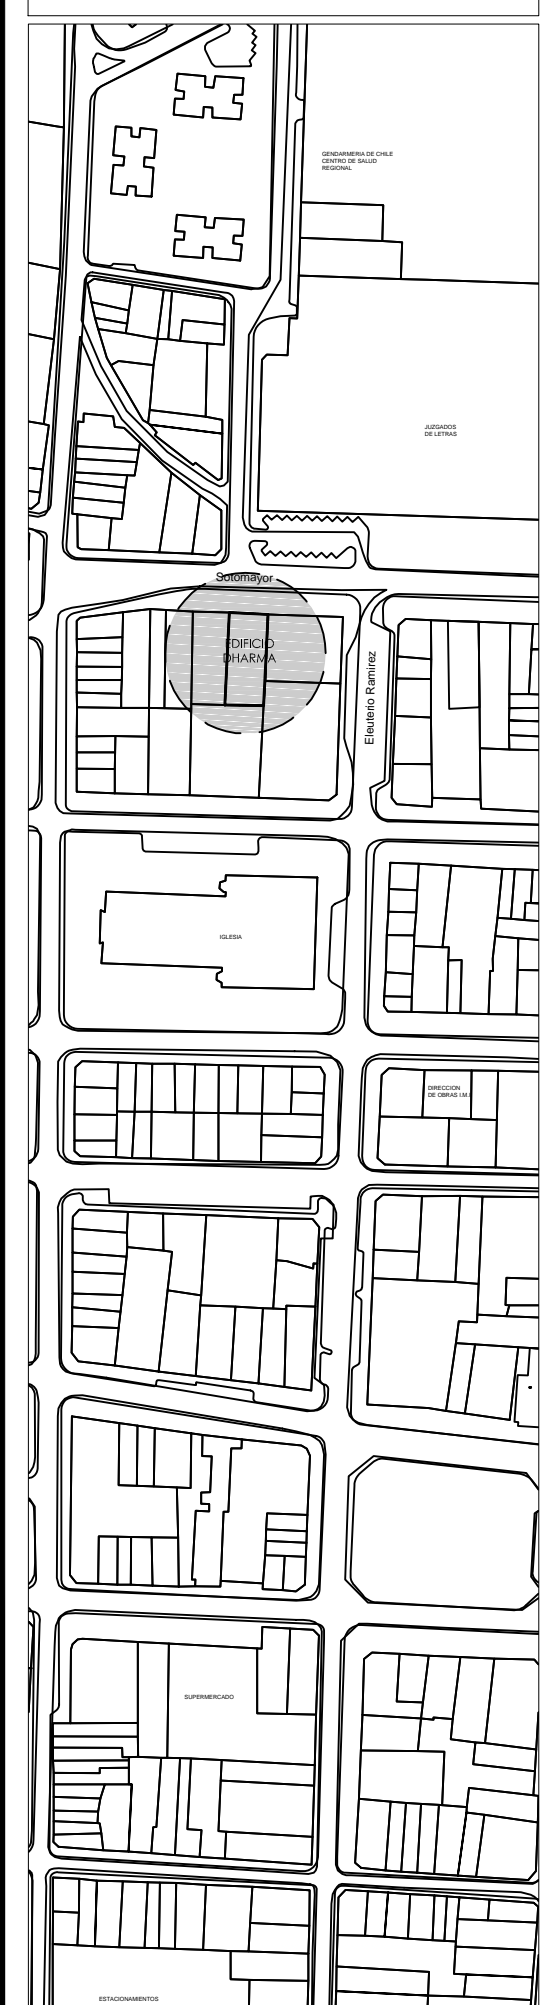 GENDARMERIA DE CHILE
CENTRO DE SALUD
REGIONAL
JUZGADOS
DE LETRAS
Sotomayor
EDIFICIO
DHARMA
Eleuterio Ramirez
IGLESIA
DIRECCION
DE OBRAS I.M.I
SUPERMERCADO
ESTACIONAMIENTOS